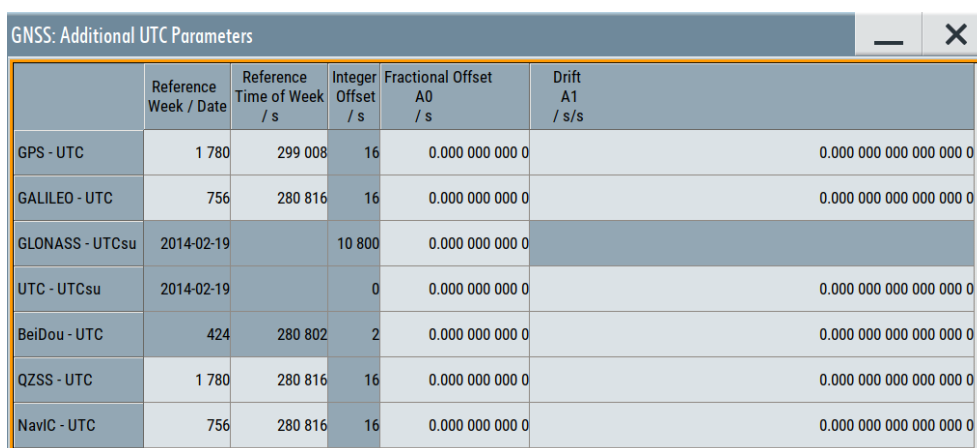 GNSS: Additional UTC Parameters
Reference Week / Date Reference Time of Week / s Integer Offset / s Fractional Offset A0 / s Drift A1 / s/s
GPS - UTC 1 780 299 008 16 0.000 000 000 0 0.000 000 000 000 000 0
GALILEO - UTC 756 280 816 16 0.000 000 000 0 0.000 000 000 000 000 0
GLONASS - UTCsu 2014-02-19 10 800 0.000 000 000 0
UTC - UTCsu 2014-02-19 0 0.000 000 000 0 0.000 000 000 000 000 0
BeiDou - UTC 424 280 802 2 0.000 000 000 0 0.000 000 000 000 000 0
QZSS - UTC 1 780 280 816 16 0.000 000 000 0 0.000 000 000 000 000 0
NavIC - UTC 756 280 816 16 0.000 000 000 0 0.000 000 000 000 000 0